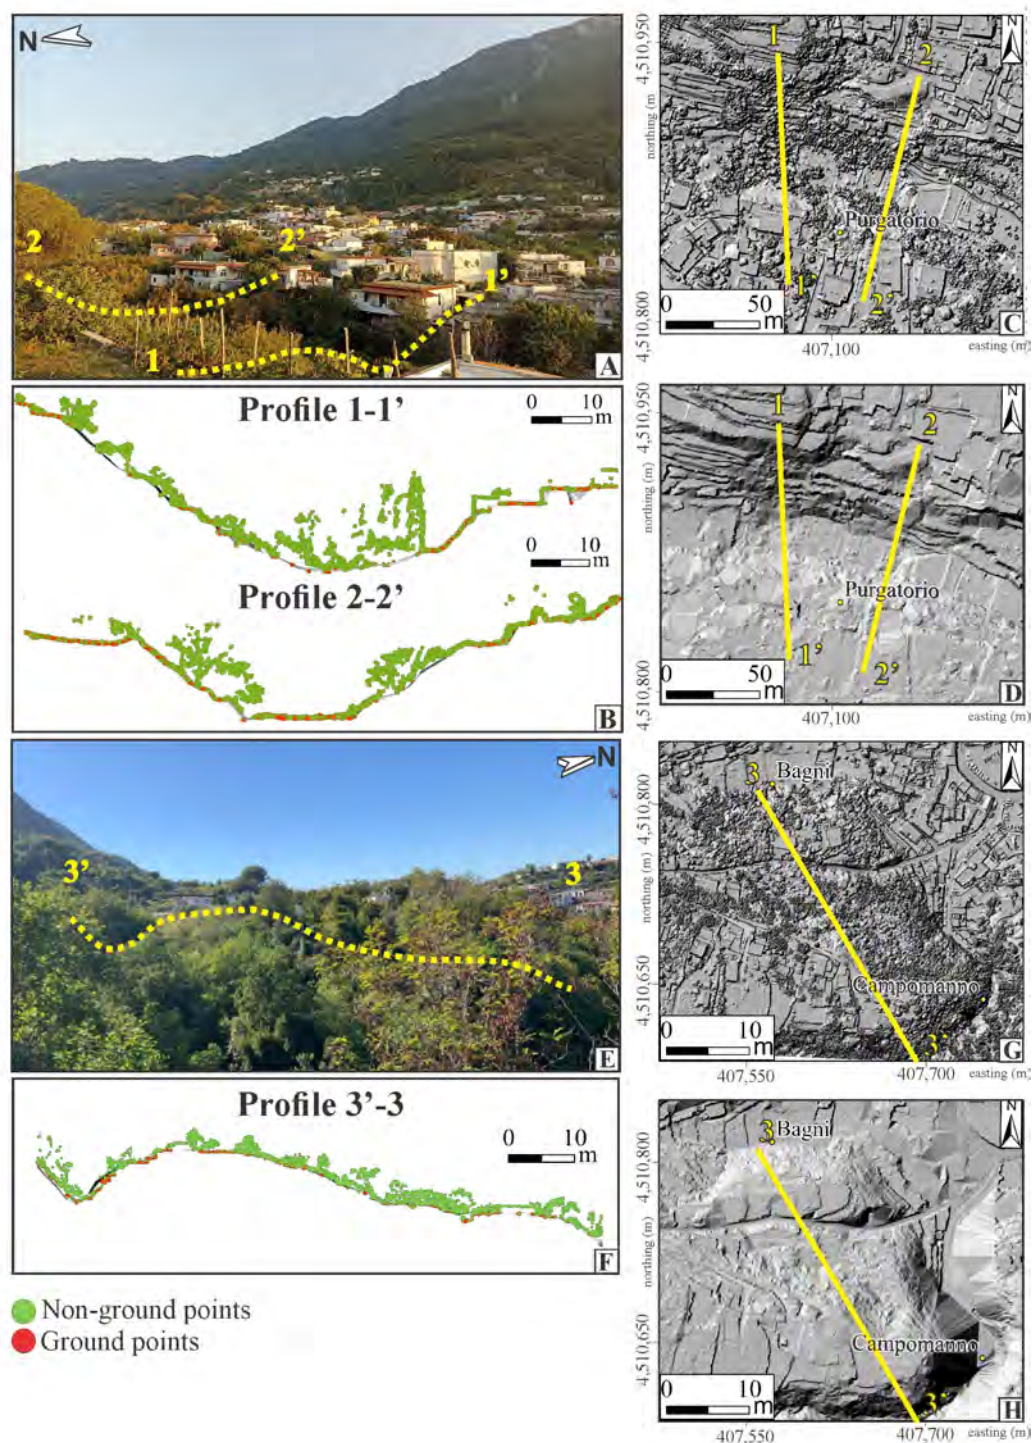 N
2
2’
1’
1
A
Profile 1-1’
0 10
m
0 10
m
Profile 2-2’
B
N
3’
3
E
Profile 3’-3
0 10
m
F
Non-ground points
Ground points
4,510,950
northing (m
4,510,800
N
1
2
Purgatorio
1’
2’
0 50
m
C
407,100
easting (m)
4,510,950
northing (m)
4,510,800
N
1
2
Purgatorio
1’
2’
0 50
m
D
407,100
easting (m)
4,510,800
northing (m)
4,510,650
N
3
Bagni
Campomanno
3’
0 10
m
G
407,550
407,700
easting (m)
4,510,800
northing (m)
4,510,650
N
3
Bagni
Campomanno
3’
0 10
m
H
407,550
407,700
easting (m)